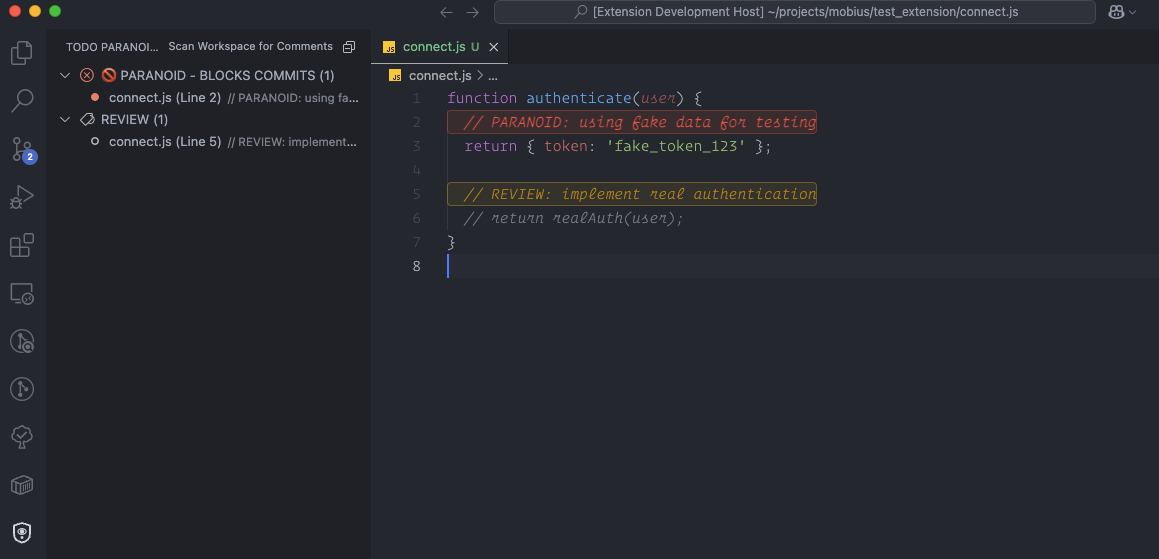 [Extension Development Host] ~/projects/mobius/test_extension/connect.js
TODO PARANOI... Scan Workspace for Comments
PARANOID - BLOCKS COMMITS (1)
connect.js (Line 2) // PARANOID: using fa...
REVIEW (1)
connect.js (Line 5) // REVIEW: implement...
2
JS connect.js U
JS connect.js > ...
1 function authenticate(user) {
2 // PARANOID: using fake data for testing
3 return { token: 'fake_token_123' };
4
5 // REVIEW: implement real authentication
6 // return realAuth(user);
7 }
8